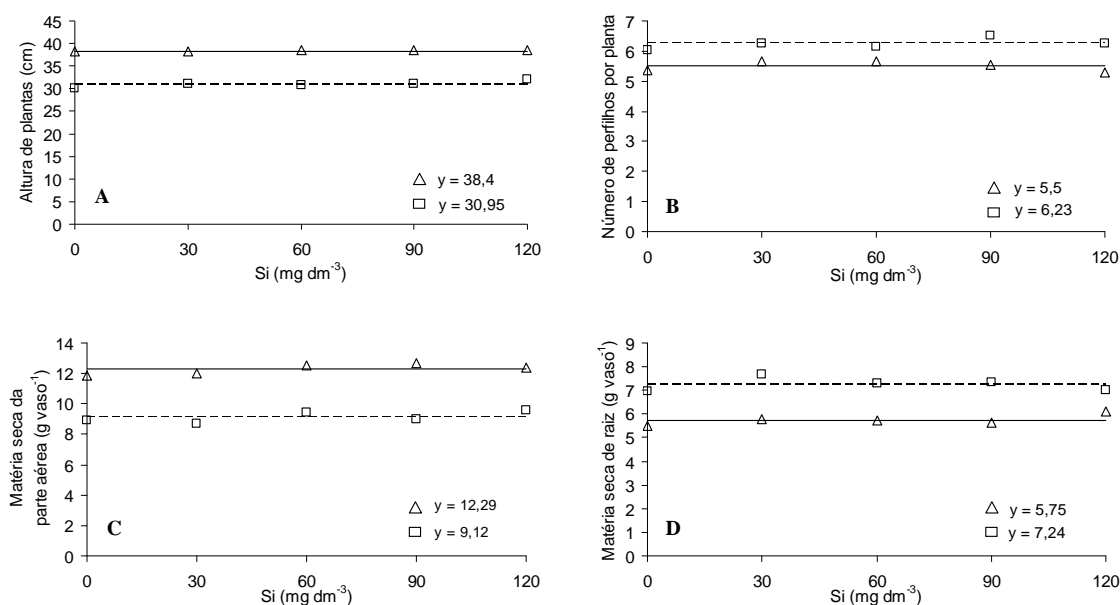 Altura de plantas (cm)
45
40
35
30
25
20
15
10
5
0
A
y = 38,4
y = 30,95
0 30 60 90 120
Si (mg dm-3)
Número de perfilhos por planta
7
6
5
4
3
2
1
0
B
y = 5,5
y = 6,23
0 30 60 90 120
Si (mg dm-3)
Matéria seca da
parte aérea (g vaso-1)
14
12
10
8
6
4
2
0
C
y = 12,29
y = 9,12
0 30 60 90 120
Si (mg dm-3)
Matéria seca de raiz (g vaso-1)
9
8
7
6
5
4
3
2
1
0
D
y = 5,75
y = 7,24
0 30 60 90 120
Si (mg dm-3)